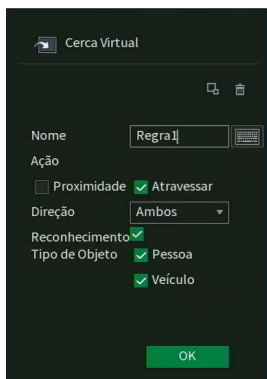 Cerca Virtual
Nome Regra1
Ação
Proximidade Atravessar
Direção Ambos
Reconhecimento
Tipo de Objeto Pessoa
Veículo
OK